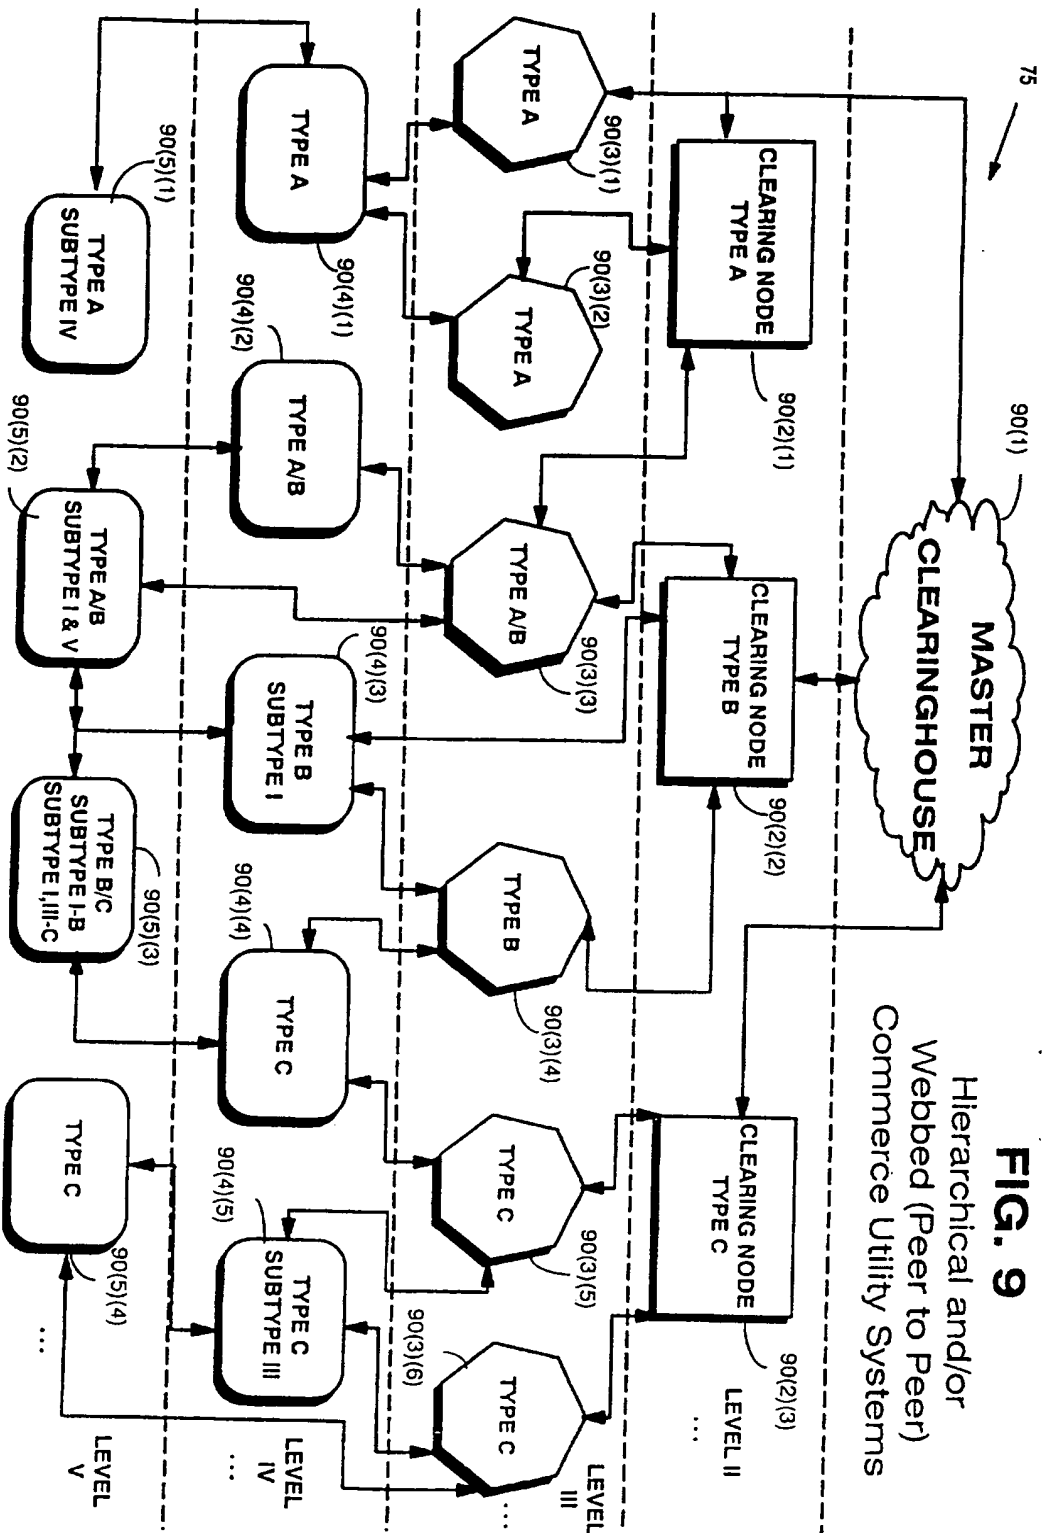 FIG. 9
Hierarchical and/or
Webbed (Peer to Peer)
Commerce Utility Systems
75
90(1)
MASTER
CLEARINGHOUSE
CLEARING NODE
TYPE A
90(2)(1)
CLEARING NODE
TYPE B
90(2)(2)
CLEARING NODE
TYPE C
90(2)(3)
LEVEL II
...
TYPE A
90(3)(1)
TYPE A
90(3)(2)
TYPE A/B
90(3)(3)
TYPE B
90(3)(4)
TYPE C
90(3)(5)
TYPE C
90(3)(6)
LEVEL
III
...
TYPE A
90(4)(1)
TYPE A/B
90(4)(2)
TYPE B
SUBTYPE I
90(4)(3)
TYPE C
90(4)(4)
TYPE C
SUBTYPE III
90(4)(5)
LEVEL
IV
...
TYPE A
SUBTYPE IV
90(5)(1)
TYPE A/B
SUBTYPE I & V
90(5)(2)
TYPE B/C
SUBTYPE I-B
SUBTYPE I,III-C
90(5)(3)
TYPE C
90(5)(4)
...
LEVEL
V